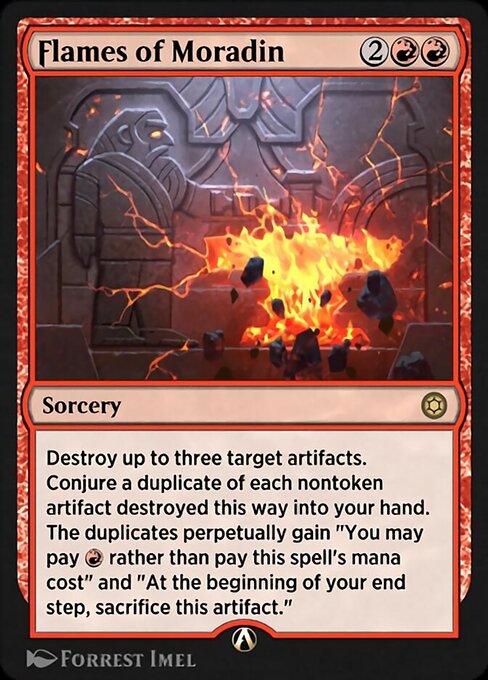 Flames of Moradin 2
Sorcery
Destroy up to three target artifacts.
Conjure a duplicate of each nontoken
artifact destroyed this way into your hand.
The duplicates perpetually gain "You may
pay rather than pay this spell's mana
cost" and "At the beginning of your end
step, sacrifice this artifact."
Forrest Imel